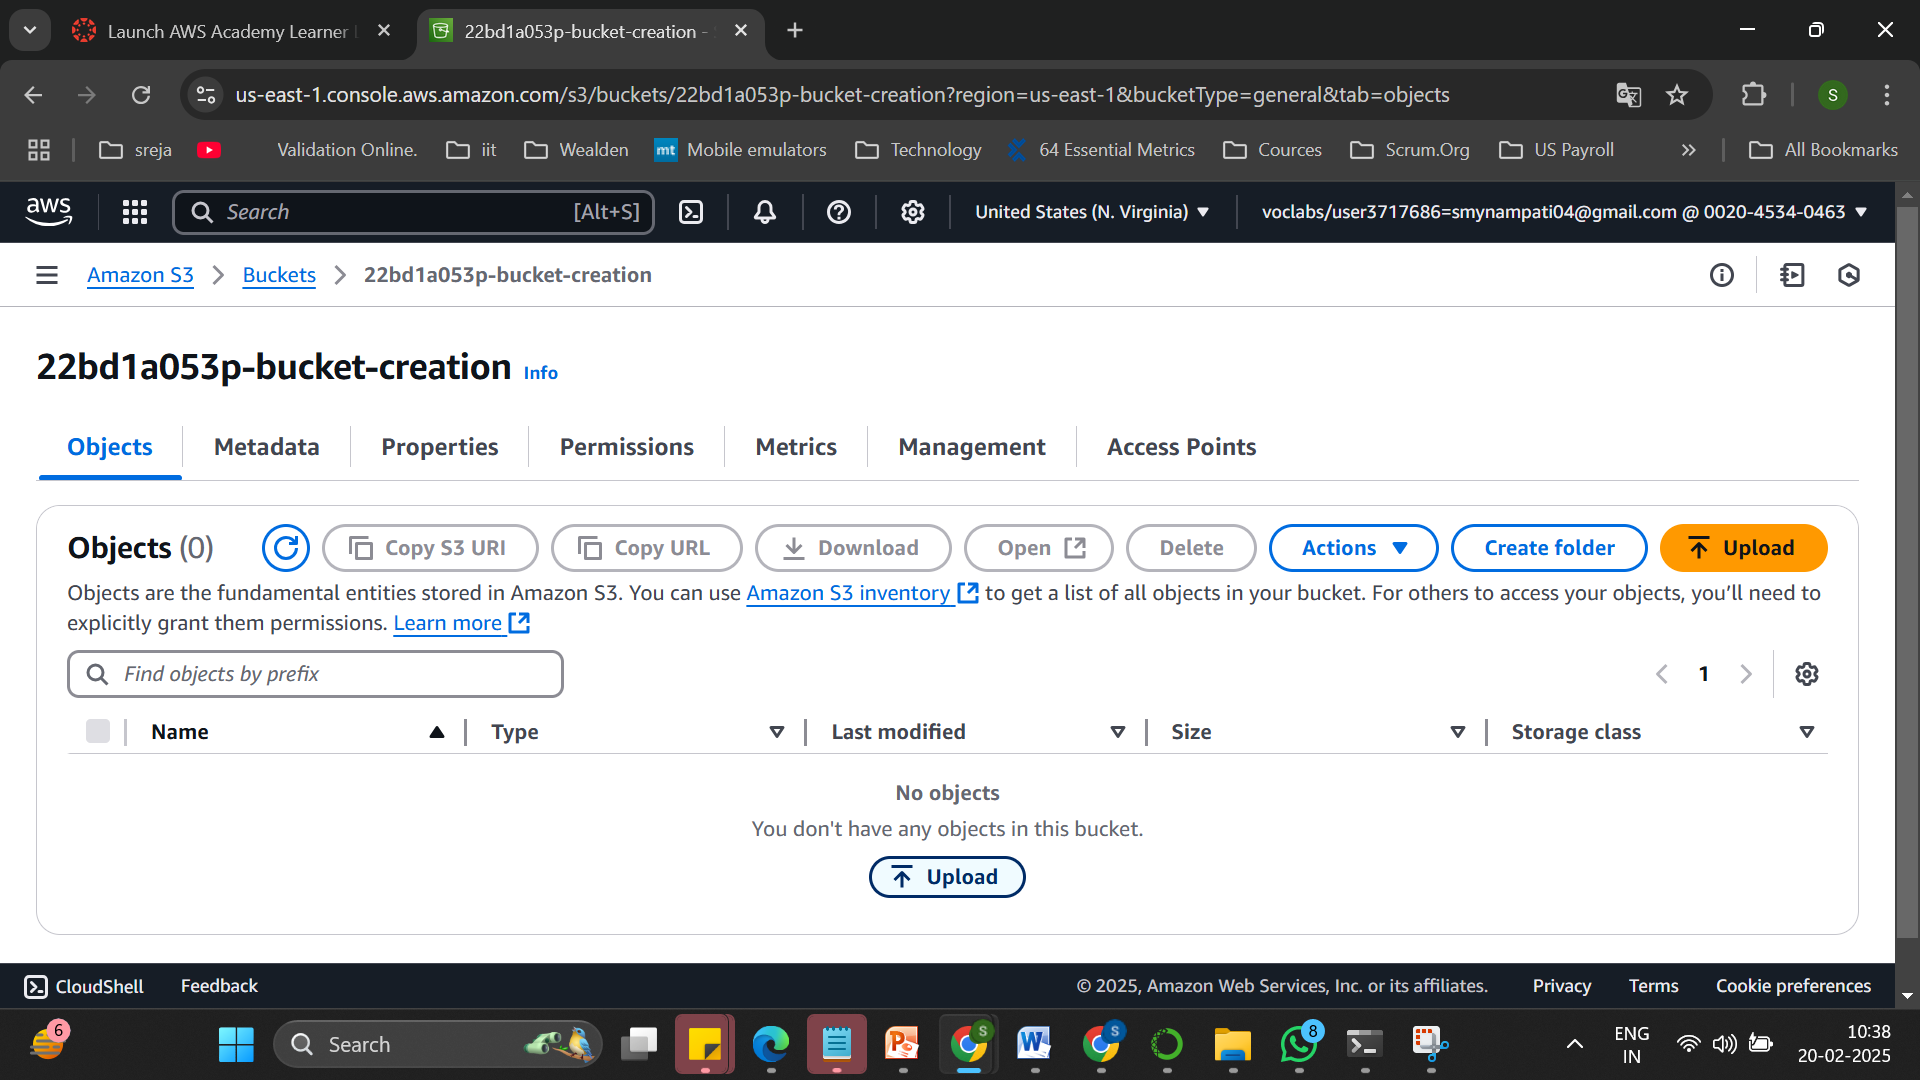 Launch AWS Academy Learner
22bd1a053p-bucket-creation -
us-east-1.console.aws.amazon.com/s3/buckets/22bd1a053p-bucket-creation?region=us-east-1&bucketType=general&tab=objects
S
sreja
Validation Online.
iit
Wealden
mt Mobile emulators
Technology
64 Essential Metrics
Cources
Scrum.Org
US Payroll
All Bookmarks
aws
Search [Alt+S]
United States (N. Virginia)
voclabs/user3717686=smynampati04@gmail.com @ 0020-4534-0463
Amazon S3 > Buckets > 22bd1a053p-bucket-creation
22bd1a053p-bucket-creation Info
Objects
Metadata
Properties
Permissions
Metrics
Management
Access Points
Objects (0)
Copy S3 URI
Copy URL
Download
Open
Delete
Actions
Create folder
Upload
Objects are the fundamental entities stored in Amazon S3. You can use Amazon S3 inventory to get a list of all objects in your bucket. For others to access your objects, you’ll need to
explicitly grant them permissions. Learn more
Find objects by prefix
1
Name
Type
Last modified
Size
Storage class
No objects
You don't have any objects in this bucket.
Upload
CloudShell
Feedback
© 2025, Amazon Web Services, Inc. or its affiliates.
Privacy
Terms
Cookie preferences
6
Search
S
S
8
ENG
IN
10:38
20-02-2025